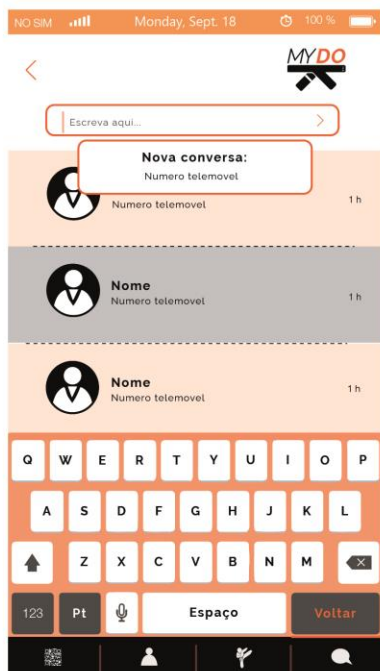 NO SIM Monday, Sept. 18 100 %
MYDO
Escreva aqui...
Nova conversa:
Numero telemovel
Numero telemovel 1 h
Nome
Numero telemovel 1 h
Nome
Numero telemovel 1 h
Q W E R T Y U I O P
A S D F G H J K L
Z X C V B N M
123 Pt Espaço Voltar